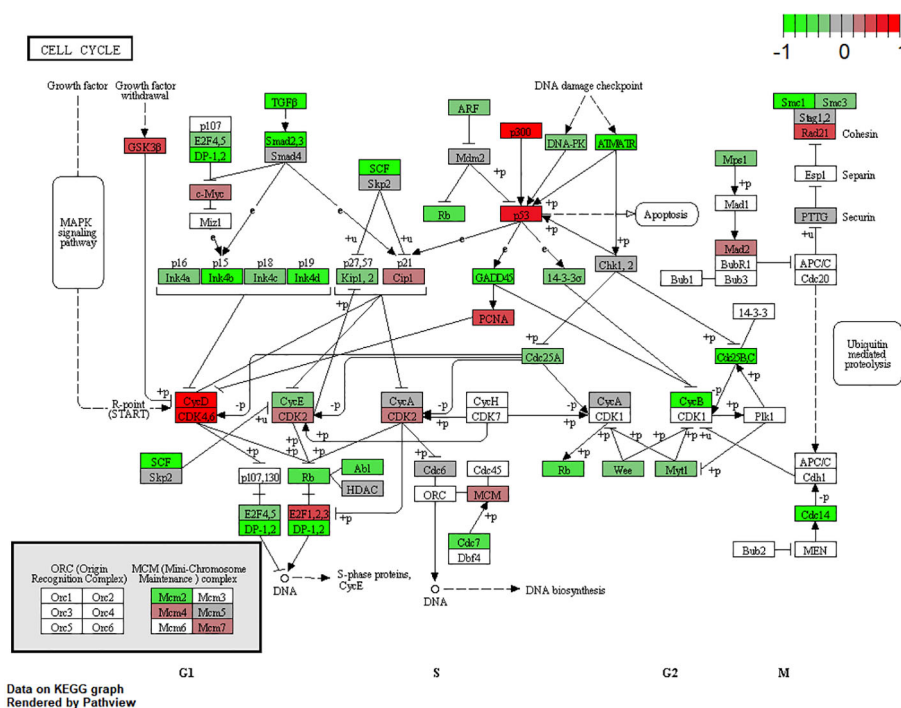 CELL CYCLE
-1 0 1
Growth factor
Growth factor
withdrawal
GSK3β
MAPK
signaling
pathway
R-point
(START)
p107
E2F4,5
DP-1,2
c-Myc
Miz1
TGFβ
Smad2,3
Smad4
SCF
Skp2
e
e
+u
+u
p16
Ink4a
p15
Ink4b
p18
Ink4c
p19
Ink4d
p27,57
Kip1, 2
p21
Cip1
ARF
Mdm2
Rb
p300
DNA damage checkpoint
DNA-PK
ATMATR
+p
+p
p53
+p
+p
Apoptosis
e
e
e
GADD45
14-3-3σ
Chk1, 2
PCNA
+p
+p
+p
Cdc25A
Mps1
+p
Mad1
Mad2
BubR1
Bub3
Bub1
Smc1
Smc3
Stag1,2
Rad21
Cohesin
Esp1
Separin
PTTG
Securin
+u
APC/C
Cdc20
14-3-3
Cdc25B,C
Ubiquitin
mediated
proteolysis
+p
CycD
CDK4,6
-p
CycE
CDK2
-p
CycA
CDK2
-p
CycH
CDK7
+p
CycA
CDK1
-p
CycB
CDK1
-p
+p
+u
Plk1
+p
SCF
Skp2
+p
+p
+p
+p
p107,130
Rb
Abl
HDAC
E2F4,5
DP-1,2
E2F1,2,3
DP-1,2
+p
Cdc6
ORC
Cdc45
MCM
+p
Cdc7
Dbf4
+p
Rb
+p
+p
Wee
Myt1
+p
APC/C
Cdh1
-p
Cdc14
Bub2
MEN
DNA
S-phase proteins,
CycE
DNA
DNA biosynthesis
ORC (Origin
Recognition Complex)
Orc1 Orc2
Orc3 Orc4
Orc5 Orc6
MCM (Mini-Chromosome
Maintenance ) complex
Mcm2 Mcm3
Mcm4 Mcm5
Mcm6 Mcm7
G1 S G2 M
Data on KEGG graph
Rendered by Pathview